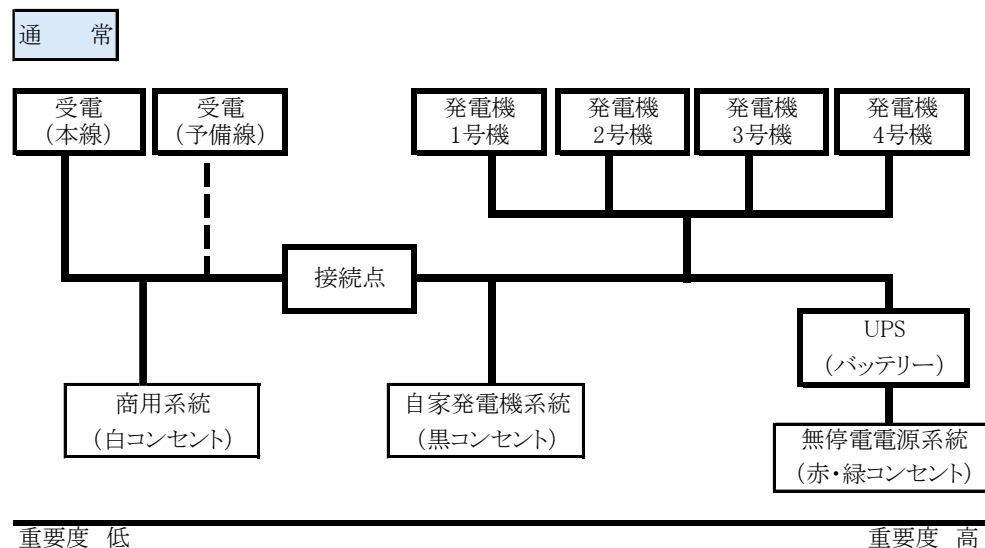 通　　常
受電
(本線)
受電
(予備線)
発電機
1号機
発電機
2号機
発電機
3号機
発電機
4号機
接続点
UPS
(バッテリー)
商用系統
(白コンセント)
自家発電機系統
(黒コンセント)
無停電電源系統
(赤・緑コンセント)
重要度 低
重要度 高